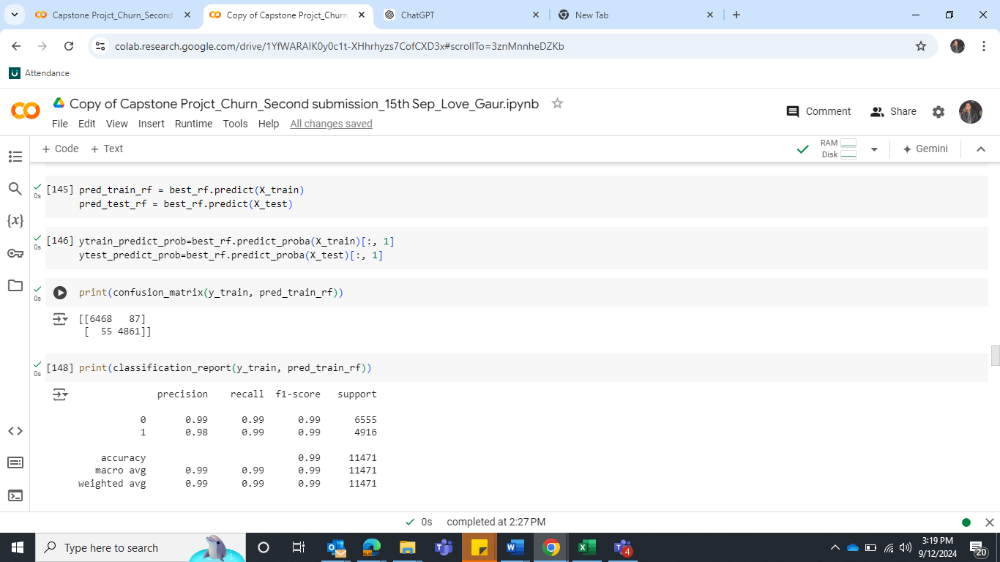 Capstone Projct_Churn_Second
Copy of Capstone Projct_Churn_
ChatGPT
New Tab
colab.research.google.com/drive/1YfWARAIK0y0c1t-XHhrhyzs7CofCXD3x#scrollTo=3znMnnheDZKb
Attendance
Copy of Capstone Projct_Churn_Second submission_15th Sep_Love_Gaur.ipynb
Comment
Share
File Edit View Insert Runtime Tools Help All changes saved
+ Code + Text
RAM
Disk
Gemini
[145] pred_train_rf = best_rf.predict(X_train)
0s
pred_test_rf = best_rf.predict(X_test)
[146] ytrain_predict_prob=best_rf.predict_proba(X_train)[:, 1]
0s
ytest_predict_prob=best_rf.predict_proba(X_test)[:, 1]
print(confusion_matrix(y_train, pred_train_rf))
0s
[[6468   87]
[  55 4861]]
[148] print(classification_report(y_train, pred_train_rf))
0s
precision recall f1-score support
0 0.99 0.99 0.99 6555
1 0.98 0.99 0.99 4916
accuracy 0.99 11471
macro avg 0.99 0.99 0.99 11471
weighted avg 0.99 0.99 0.99 11471
{x}
0s completed at 2:27 PM
Type here to search
4
3:19 PM
9/12/2024
20